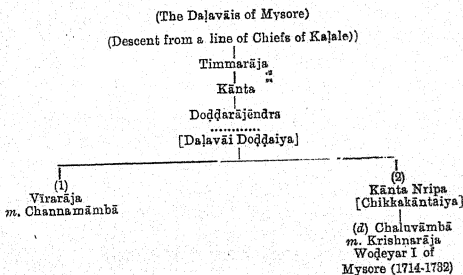 (The Daḷavāis of Mysore)
(Descent from a line of Chiefs of Kaḷale))
Timmarāja
Kānta
Doḍḍarājēndra
............
[Daḷavāi Doḍḍaiya]
(1)
Vīrarāja
m. Channamāmbā
(2)
Kānta Nripa
[Chikkakāntaiya]
(d) Chaluvāmbā
m. Krishṇarāja
Woḍeyar I of
Mysore (1714-1732)